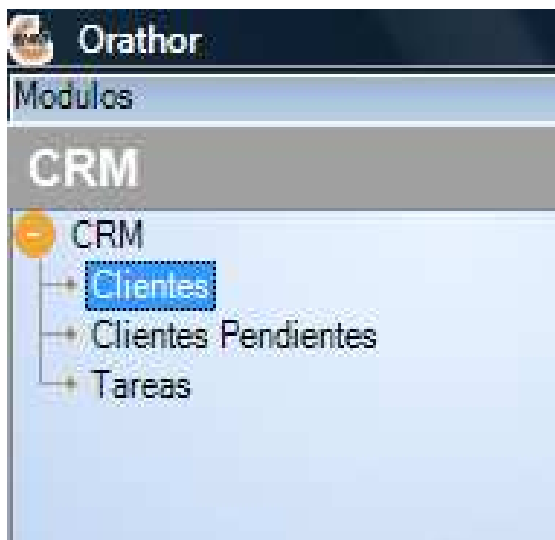 Orathor
Modulos
CRM
CRM
Clientes
Clientes Pendientes
Tareas